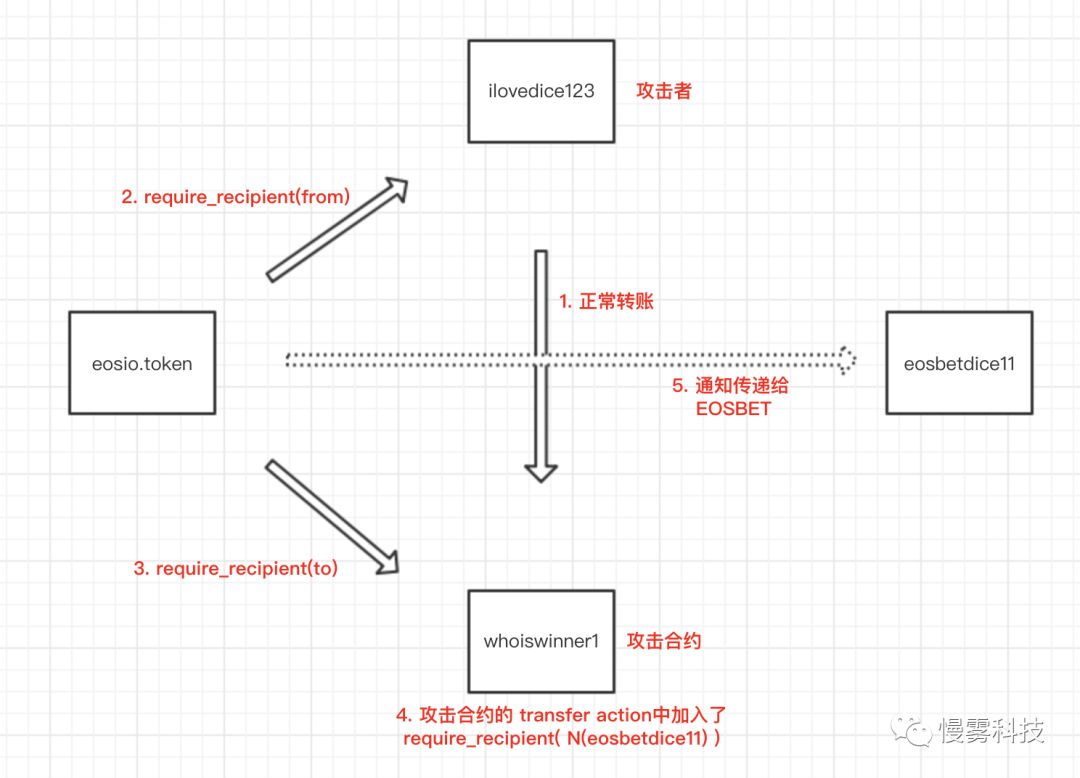 ilovedice123
攻击者
2. require_recipient(from)
1. 正常转账
eosio.token
eosbetdice11
5. 通知传递给
EOSBET
3. require_recipient(to)
whoiswinner1
攻击合约
4. 攻击合约的 transfer action中加入了
require_recipient( N(eosbetdice11) )
慢雾科技